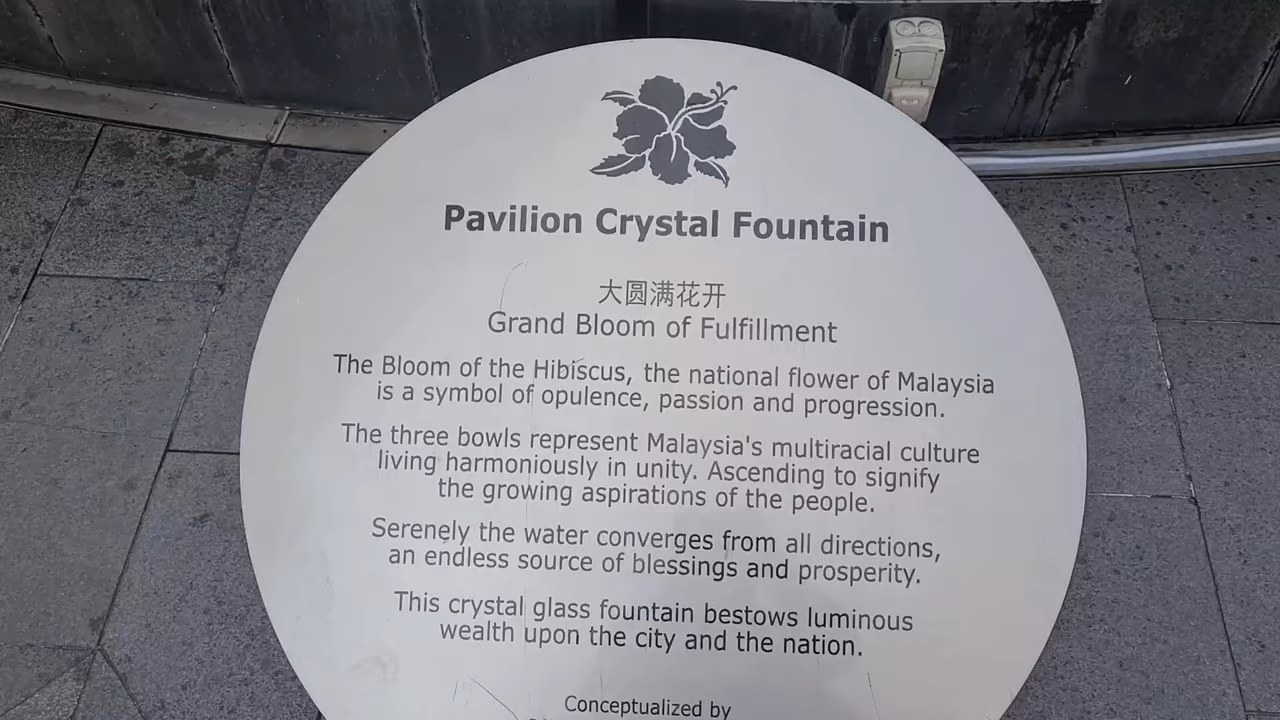 Pavilion Crystal Fountain
大圆满花开
Grand Bloom of Fulfillment
The Bloom of the Hibiscus, the national flower of Malaysia
is a symbol of opulence, passion and progression.
The three bowls represent Malaysia's multiracial culture
living harmoniously in unity. Ascending to signify
the growing aspirations of the people.
Serenely the water converges from all directions,
an endless source of blessings and prosperity.
This crystal glass fountain bestows luminous
wealth upon the city and the nation.
Conceptualized by